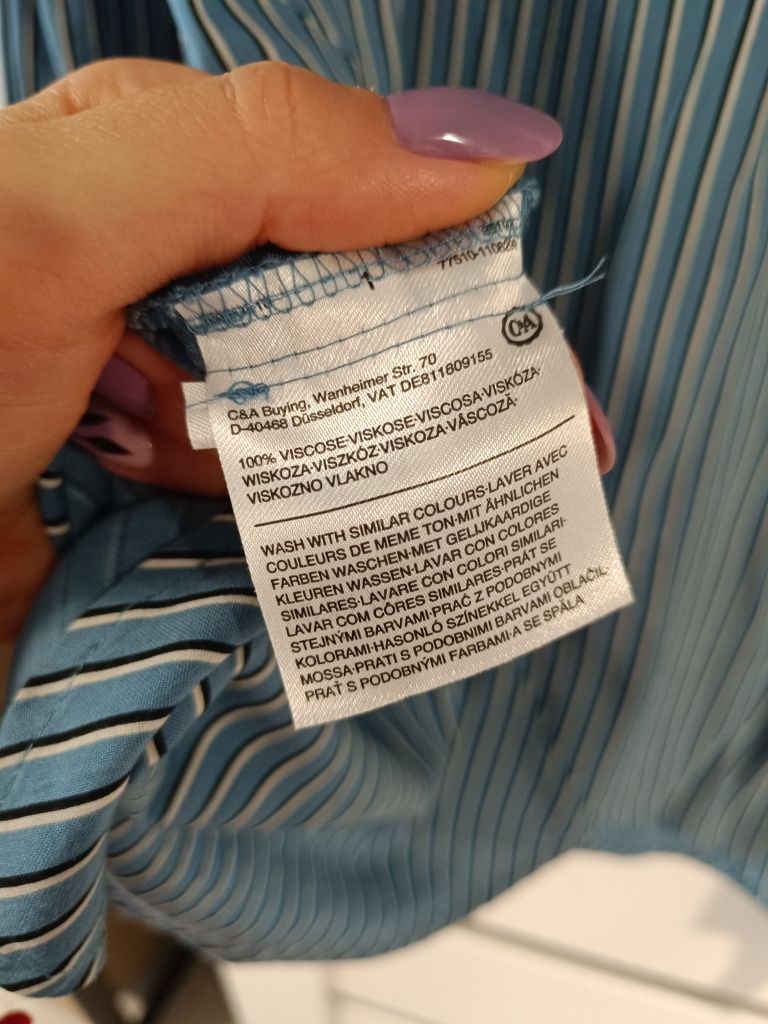 1
C&A
C&A Buying, Wanheimer Str. 70
D-40468 Düsseldorf, VAT DE811809155
100% VISCOSE·VISKOSE·VISCOSA·VISKÓZA·
WISKOZA·VISZKÓZ·VISKOZA·VÂSCOZĂ·
VISKOZNO VLAKNO
WASH WITH SIMILAR COLOURS·LAVER AVEC
COULEURS DE MEME TON·MIT ÄHNLICHEN
FARBEN WASCHEN·MET GELIJKAARDIGE
KLEUREN WASSEN·LAVAR CON COLORES
SIMILARES·LAVARE CON COLORI SIMILARI·
LAVAR COM CÔRES SIMILARES·PRÁT SE
STEJNÝMI BARVAMI·PRAĆ Z PODOBNYMI
KOLORAMI·HASONLÓ SZÍNEKKEL EGYÜTT
MOSSA·PRATI S PODOBNIMI BARVAMI OBLAČIL·
PRAŤ S PODOBNÝMI FARBAMI·A SE SPĂLA